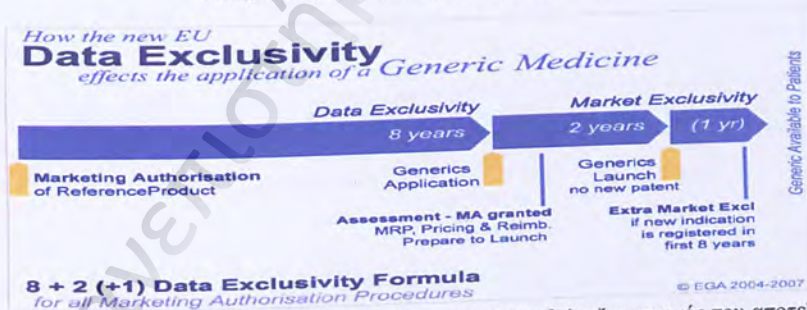 How the new EU
Data Exclusivity
effects the application of a Generic Medicine
Data Exclusivity
Market Exclusivity
8 years
2 years
(1 yr)
Generic Available to Patients
Marketing Authorisation
of ReferenceProduct
Generics
Application
Generics
Launch
no new patent
Assessment - MA granted
MRP, Pricing & Reimb.
Prepare to Launch
Extra Market Excl
if new indication
is registered in
first 8 years
8 + 2 (+1) Data Exclusivity Formula
for all Marketing Authorisation Procedures
© EGA 2004-2007